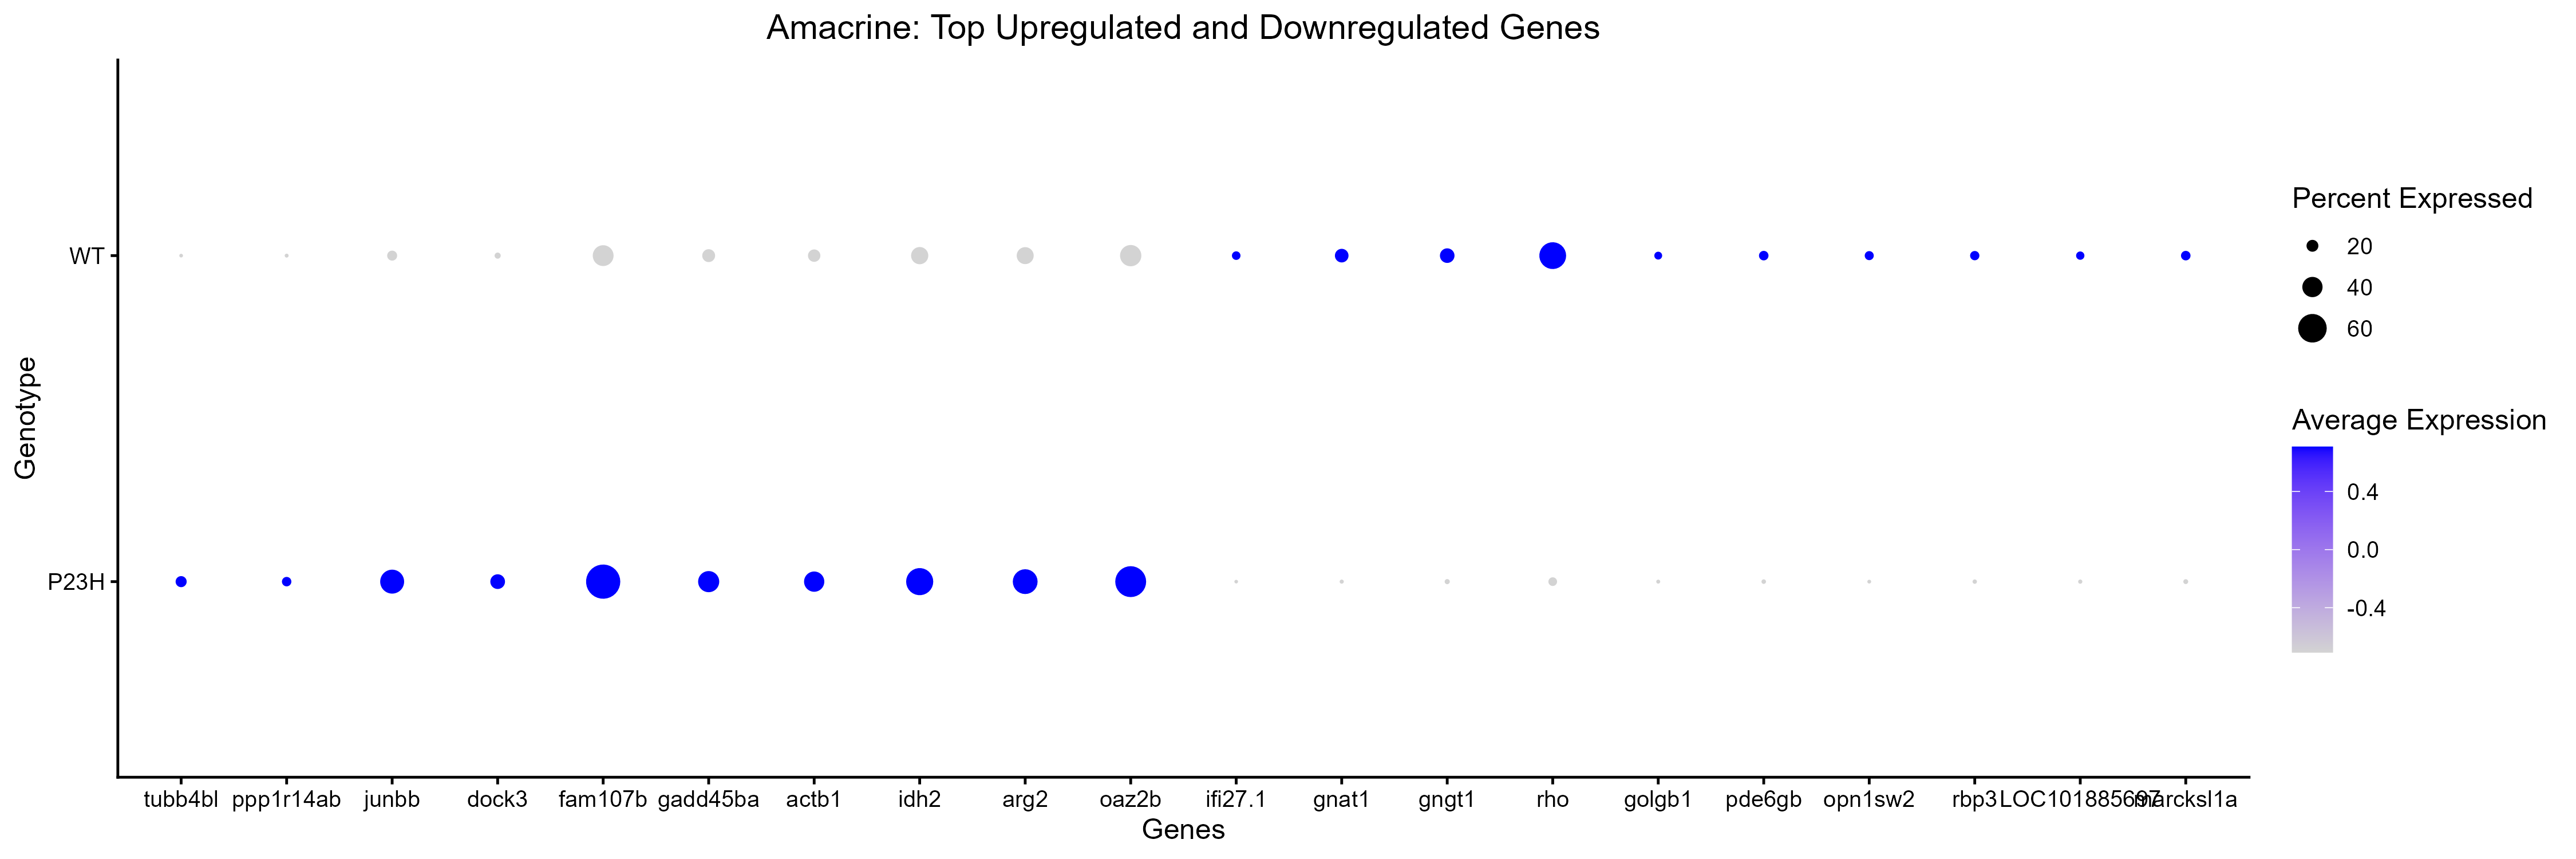 Amacrine: Top Upregulated and Downregulated Genes
Genotype
WT
P23H
tubb4bl ppp1r14ab junbb dock3 fam107b gadd45ba actb1 idh2 arg2 oaz2b ifi27.1 gnat1 gngt1 rho golgb1 pde6gb opn1sw2 rbp3 LOC101885697 marcksl1a
Genes
Percent Expressed
20
40
60
Average Expression
0.4
0.0
-0.4